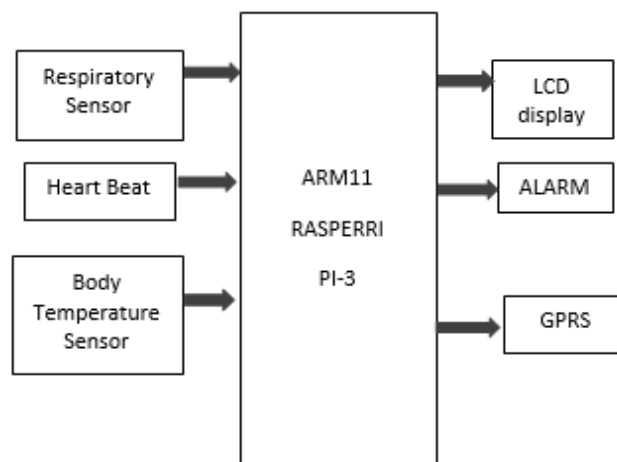 Respiratory
Sensor
Heart Beat
Body
Temperature
Sensor
ARM11
RASPERRI
PI-3
LCD
display
ALARM
GPRS